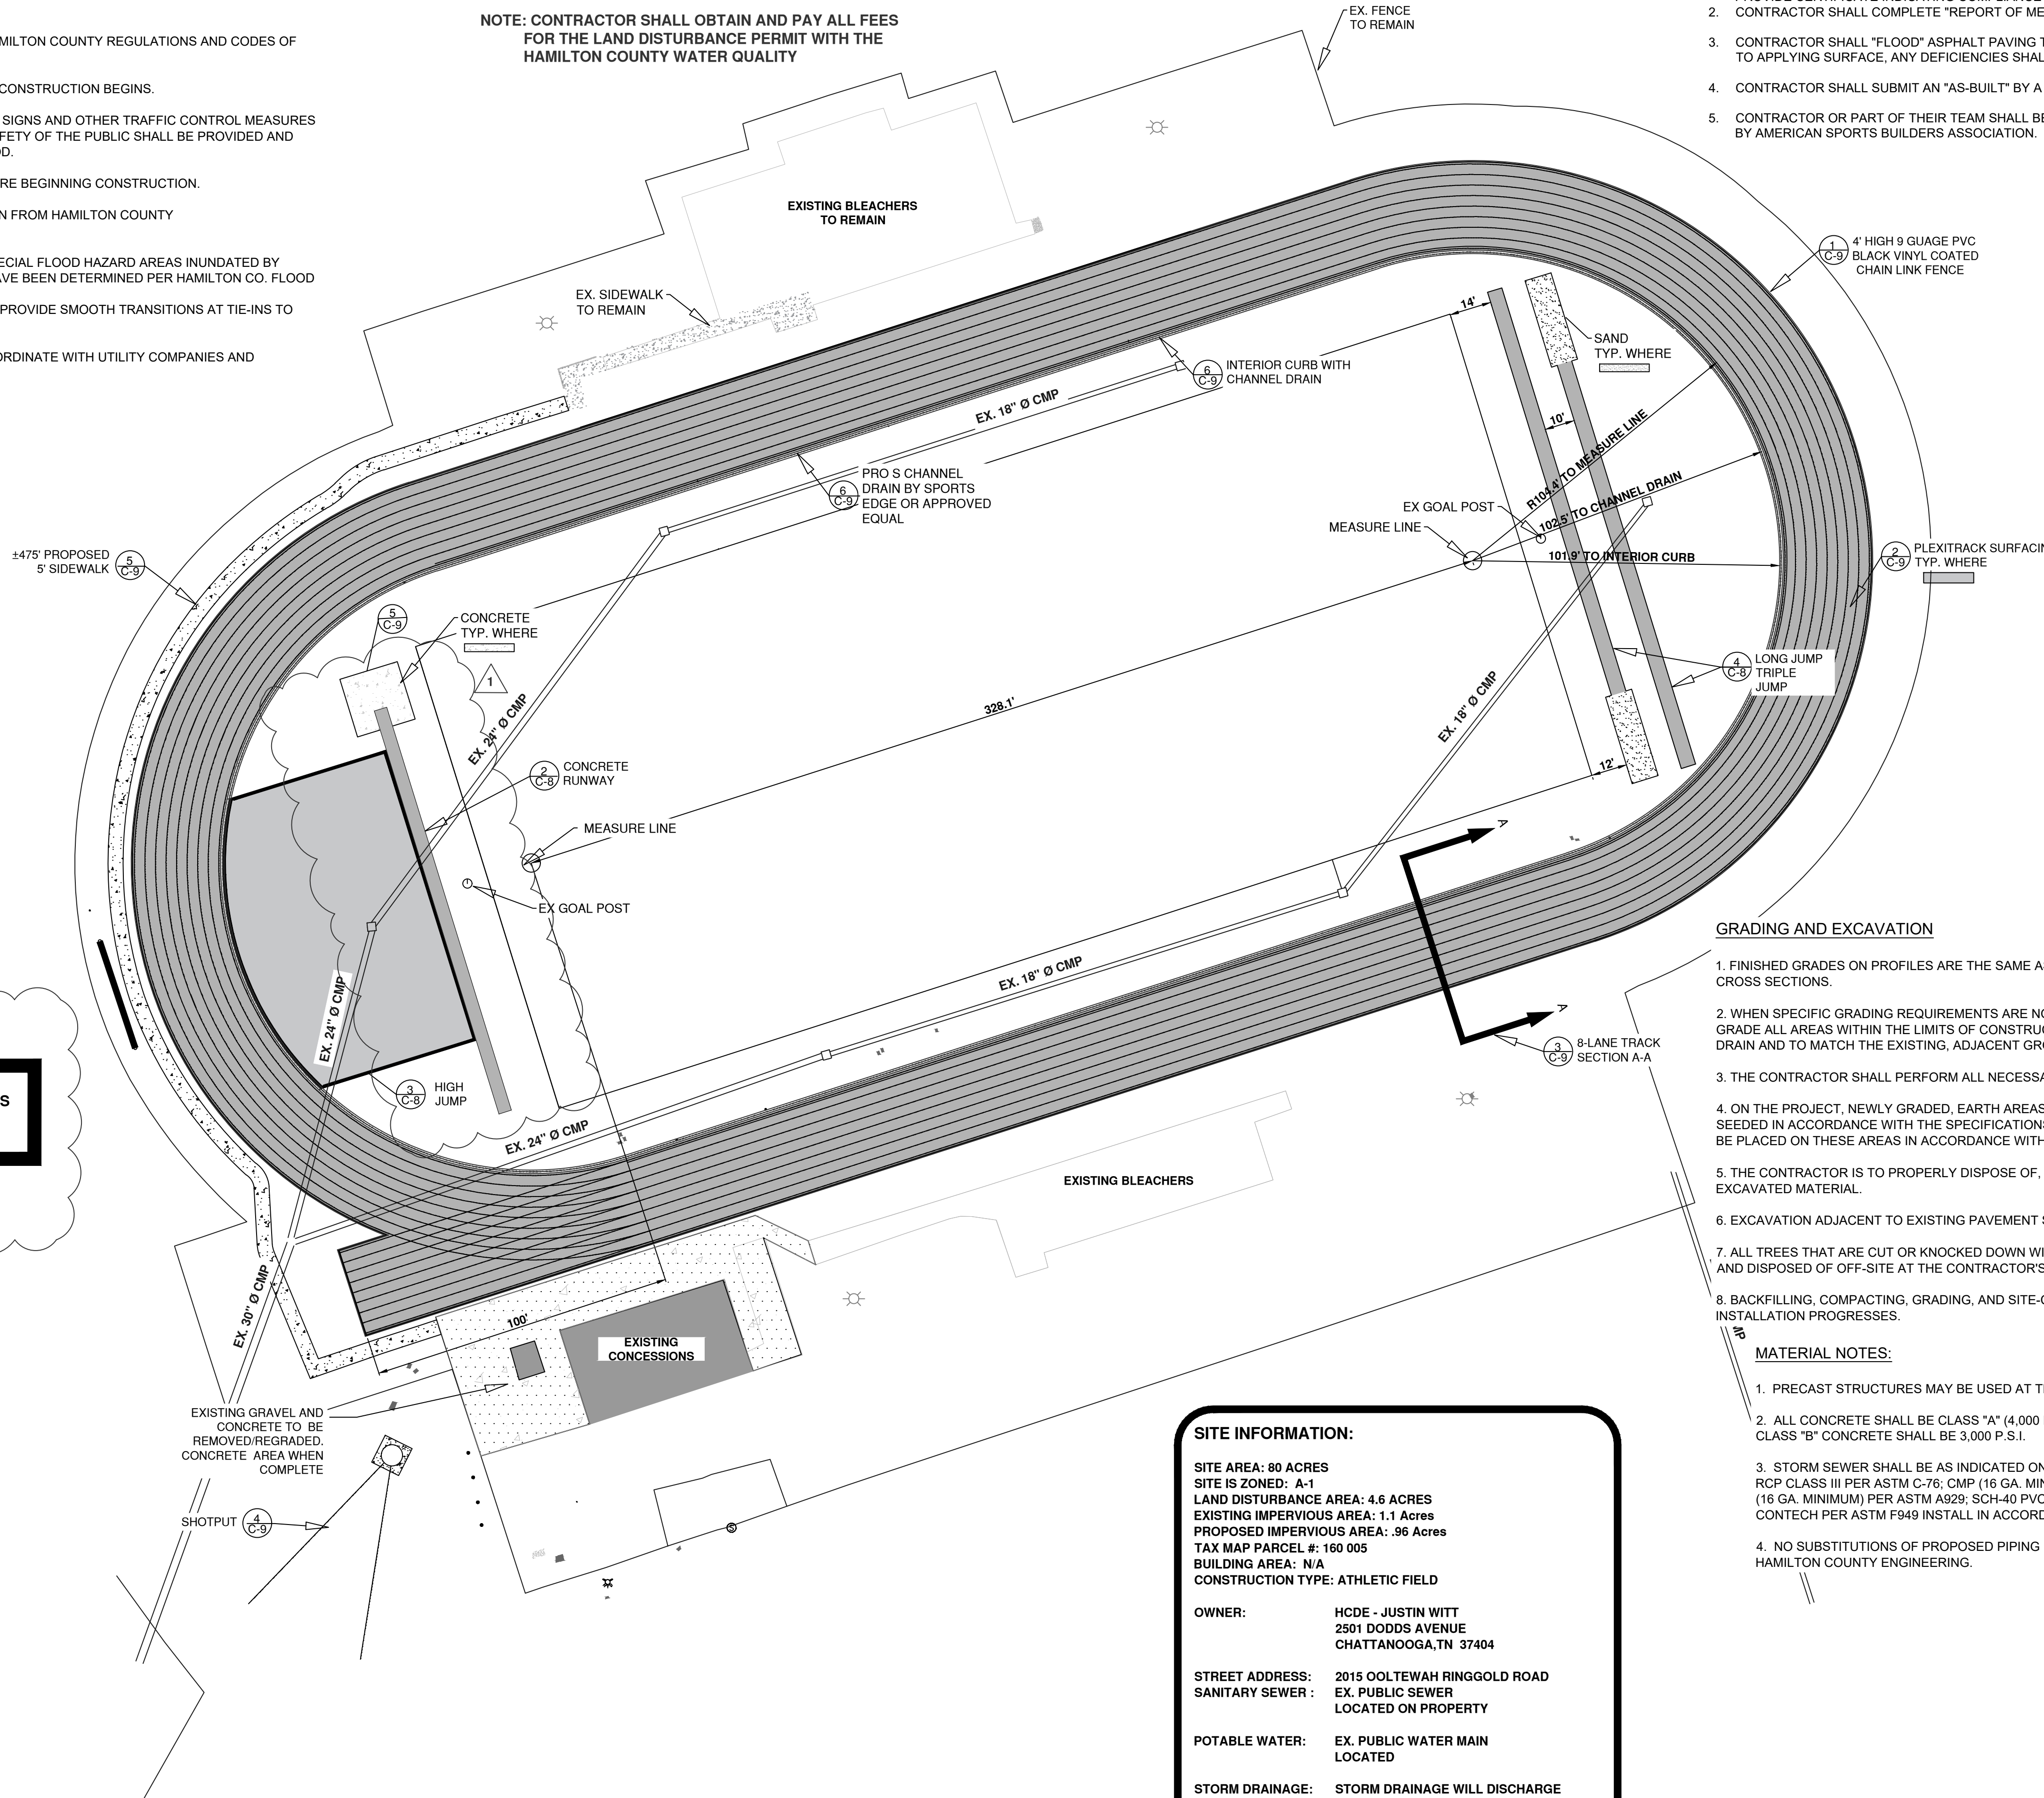 NOTE: CONTRACTOR SHALL OBTAIN AND PAY ALL FEES
FOR THE LAND DISTURBANCE PERMIT WITH THE
HAMILTON COUNTY WATER QUALITY
HAMILTON COUNTY REGULATIONS AND CODES OF
CONSTRUCTION BEGINS.
SIGNS AND OTHER TRAFFIC CONTROL MEASURES
FETY OF THE PUBLIC SHALL BE PROVIDED AND
OD.
RE BEGINNING CONSTRUCTION.
N FROM HAMILTON COUNTY
ECIAL FLOOD HAZARD AREAS INUNDATED BY
AVE BEEN DETERMINED PER HAMILTON CO. FLOOD
PROVIDE SMOOTH TRANSITIONS AT TIE-INS TO
ORDINATE WITH UTILITY COMPANIES AND
EX. FENCE
TO REMAIN
2. CONTRACTOR SHALL COMPLETE "REPORT OF ME
3. CONTRACTOR SHALL "FLOOD" ASPHALT PAVING T
TO APPLYING SURFACE, ANY DEFICIENCIES SHAL
4. CONTRACTOR SHALL SUBMIT AN "AS-BUILT" BY A
5. CONTRACTOR OR PART OF THEIR TEAM SHALL BE
BY AMERICAN SPORTS BUILDERS ASSOCIATION.
EXISTING BLEACHERS
TO REMAIN
1
C-9
4' HIGH 9 GUAGE PVC
BLACK VINYL COATED
CHAIN LINK FENCE
EX. SIDEWALK
TO REMAIN
14'
SAND
TYP. WHERE
6
C-9
INTERIOR CURB WITH
CHANNEL DRAIN
EX. 18" Ø CMP
10'
R104.4' TO MEASURE LINE
102.5' TO CHANNEL DRAIN
101.9' TO INTERIOR CURB
6
C-9
PRO S CHANNEL
DRAIN BY SPORTS
EDGE OR APPROVED
EQUAL
EX GOAL POST
MEASURE LINE
±475' PROPOSED
5' SIDEWALK
5
C-9
2
C-9
PLEXITRACK SURFACIN
TYP. WHERE
5
C-9
CONCRETE
TYP. WHERE
1
EX. 24" Ø CMP
328.1'
EX. 18" Ø CMP
4
C-8
LONG JUMP
TRIPLE
JUMP
12'
2
C-8
CONCRETE
RUNWAY
MEASURE LINE
A
EX GOAL POST
EX. 18" Ø CMP
EX. 24" Ø CMP
A
3
C-9
8-LANE TRACK
SECTION A-A
3
C-8
HIGH
JUMP
EX. 24" Ø CMP
S
EXISTING BLEACHERS
EX. 30" Ø CMP
100'
EXISTING
CONCESSIONS
EXISTING GRAVEL AND
CONCRETE TO BE
REMOVED/REGRADED.
CONCRETE AREA WHEN
COMPLETE
SHOTPUT
4
C-9
S
GRADING AND EXCAVATION
1. FINISHED GRADES ON PROFILES ARE THE SAME A
CROSS SECTIONS.
2. WHEN SPECIFIC GRADING REQUIREMENTS ARE NO
GRADE ALL AREAS WITHIN THE LIMITS OF CONSTRUC
DRAIN AND TO MATCH THE EXISTING, ADJACENT GR
3. THE CONTRACTOR SHALL PERFORM ALL NECESSA
4. ON THE PROJECT, NEWLY GRADED, EARTH AREAS
SEEDED IN ACCORDANCE WITH THE SPECIFICATIONS
BE PLACED ON THESE AREAS IN ACCORDANCE WITH
5. THE CONTRACTOR IS TO PROPERLY DISPOSE OF,
EXCAVATED MATERIAL.
6. EXCAVATION ADJACENT TO EXISTING PAVEMENT S
7. ALL TREES THAT ARE CUT OR KNOCKED DOWN WI
AND DISPOSED OF OFF-SITE AT THE CONTRACTOR'S
8. BACKFILLING, COMPACTING, GRADING, AND SITE-C
INSTALLATION PROGRESSES.
MP
MATERIAL NOTES:
1. PRECAST STRUCTURES MAY BE USED AT T
2. ALL CONCRETE SHALL BE CLASS "A" (4,000
CLASS "B" CONCRETE SHALL BE 3,000 P.S.I.
3. STORM SEWER SHALL BE AS INDICATED ON
RCP CLASS III PER ASTM C-76; CMP (16 GA. MIN
(16 GA. MINIMUM) PER ASTM A929; SCH-40 PVC
CONTECH PER ASTM F949 INSTALL IN ACCORD
4. NO SUBSTITUTIONS OF PROPOSED PIPING
HAMILTON COUNTY ENGINEERING.
SITE INFORMATION:
SITE AREA: 80 ACRES
SITE IS ZONED: A-1
LAND DISTURBANCE AREA: 4.6 ACRES
EXISTING IMPERVIOUS AREA: 1.1 Acres
PROPOSED IMPERVIOUS AREA: .96 Acres
TAX MAP PARCEL #: 160 005
BUILDING AREA: N/A
CONSTRUCTION TYPE: ATHLETIC FIELD
OWNER: HCDE - JUSTIN WITT
2501 DODDS AVENUE
CHATTANOOGA,TN 37404
STREET ADDRESS: 2015 OOLTEWAH RINGGOLD ROAD
SANITARY SEWER : EX. PUBLIC SEWER
LOCATED ON PROPERTY
POTABLE WATER: EX. PUBLIC WATER MAIN
LOCATED
STORM DRAINAGE: STORM DRAINAGE WILL DISCHARGE